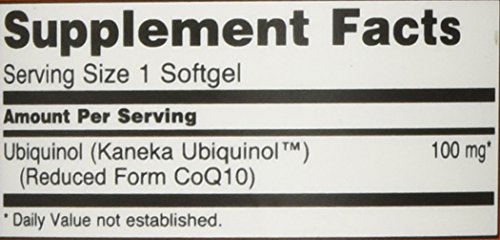 Supplement Facts
Serving Size 1 Softgel
Amount Per Serving
Ubiquinol (Kaneka Ubiquinol™) 100 mg*
(Reduced Form CoQ10)
* Daily Value not established.